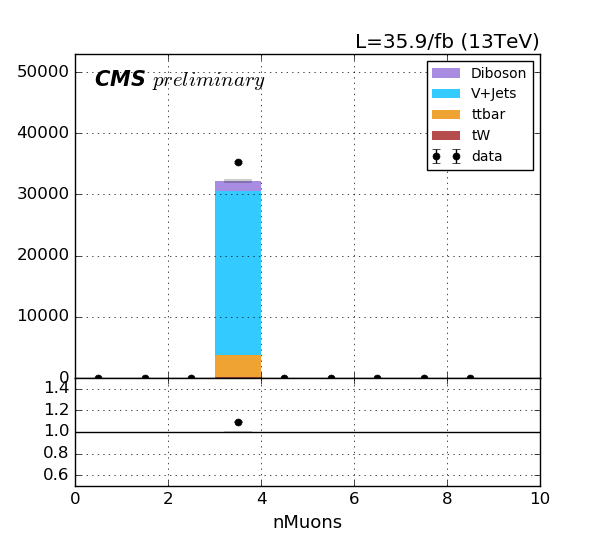 L=35.9/fb (13TeV)
CMS preliminary
Diboson
V+Jets
ttbar
tW
data
50000
40000
30000
20000
10000
0
1.4
1.2
1.0
0.8
0.6
0 2 4 6 8 10
nMuons